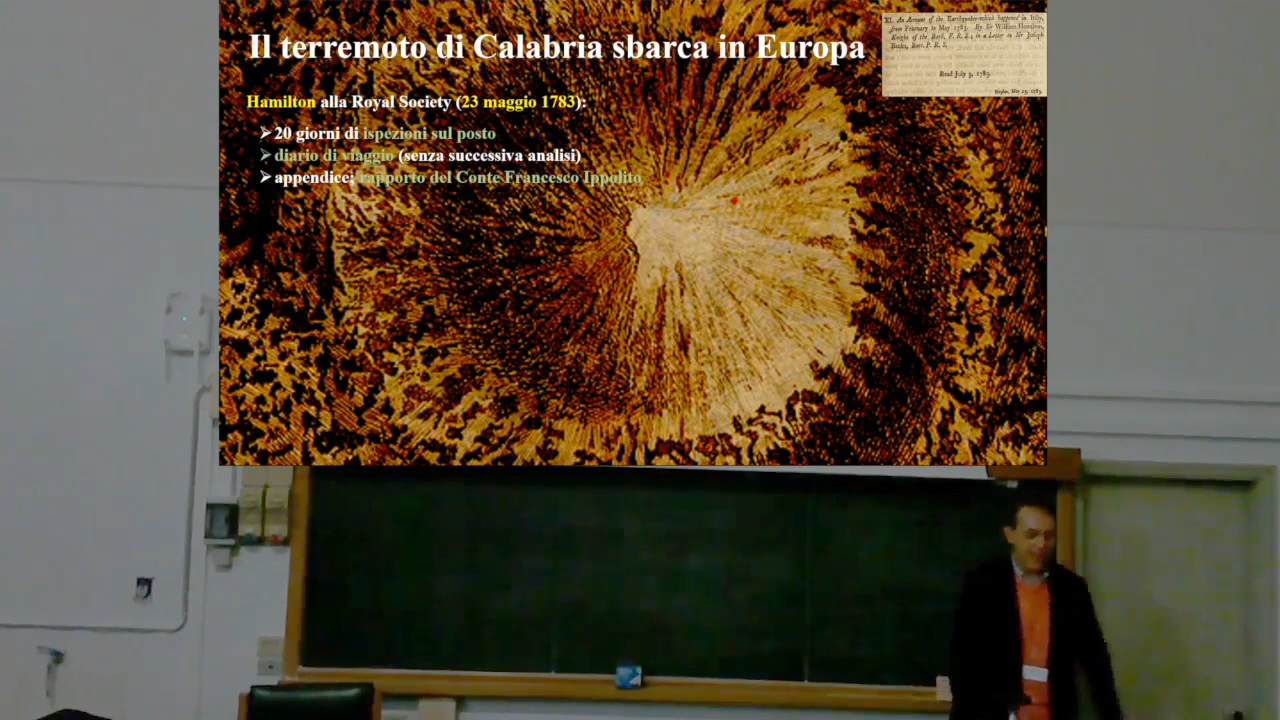 Il terremoto di Calabria sbarca in Europa
XI. An Account of the Earthquakes which happened in Italy,
from February to May 1783. By Sir William Hamilton,
Knight of the Bath, F. R. S.; in a Letter to Sir Joseph
Banks, Bart. P. R. S.
Read July 3, 1783.
Naples, May 23, 1783.
Hamilton alla Royal Society (23 maggio 1783):
➢ 20 giorni di ispezioni sul posto
➢ diario di viaggio (senza successiva analisi)
➢ appendice: rapporto del Conte Francesco Ippolito